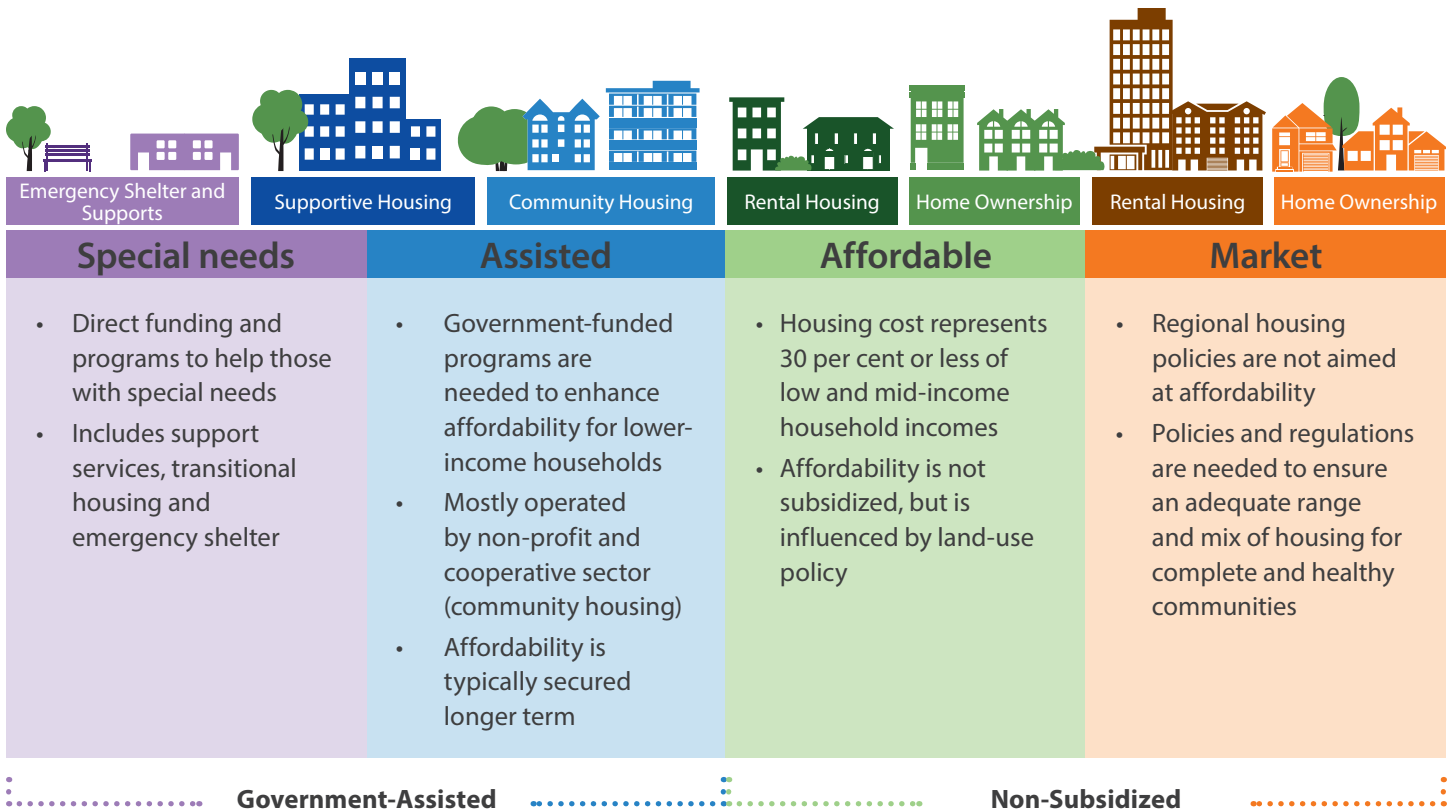 Emergency Shelter and
Supports
Supportive Housing
Community Housing
Rental Housing
Home Ownership
Rental Housing
Home Ownership
Special needs
Assisted
Affordable
Market
• Direct funding and
programs to help those
with special needs
• Includes support
services, transitional
housing and
emergency shelter
• Government-funded
programs are
needed to enhance
affordability for lower-
income households
• Mostly operated
by non-profit and
cooperative sector
(community housing)
• Affordability is
typically secured
longer term
• Housing cost represents
30 per cent or less of
low and mid-income
household incomes
• Affordability is not
subsidized, but is
influenced by land-use
policy
• Regional housing
policies are not aimed
at affordability
• Policies and regulations
are needed to ensure
an adequate range
and mix of housing for
complete and healthy
communities
Government-Assisted
Non-Subsidized